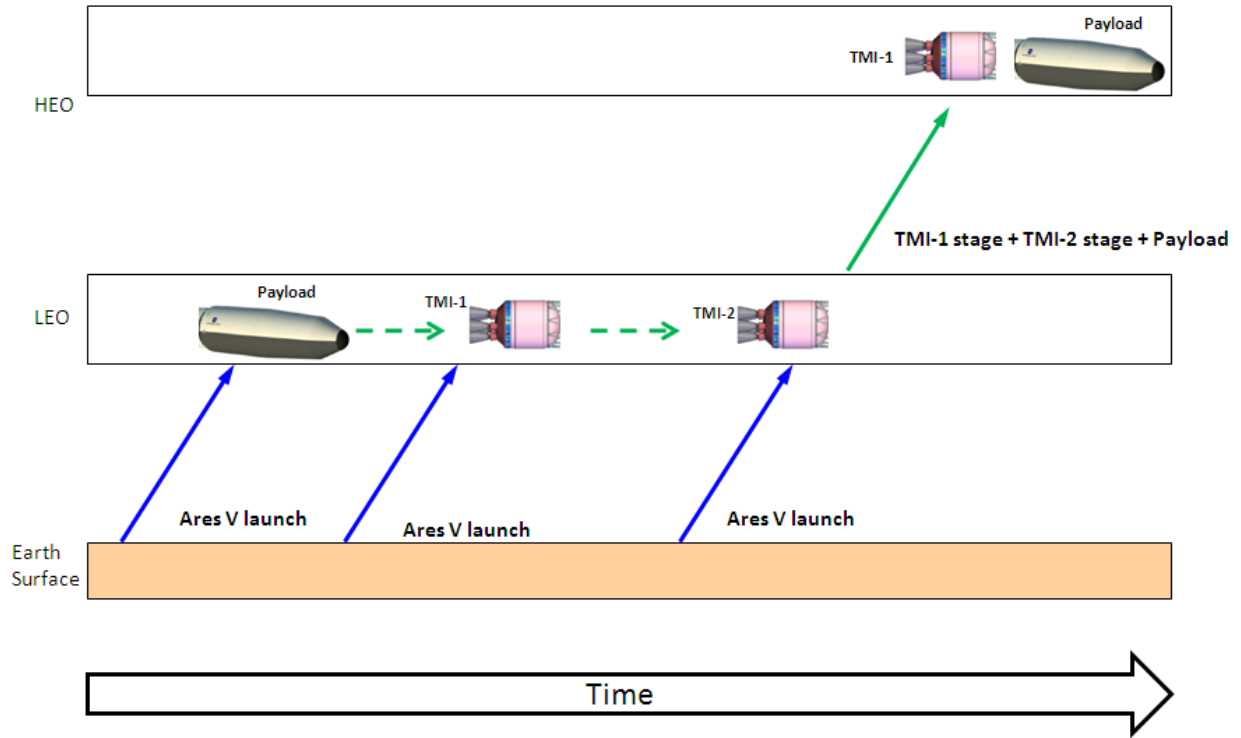 Payload
TMI-1
HEO
TMI-1 stage + TMI-2 stage + Payload
Payload
TMI-1
TMI-2
LEO
Ares V launch
Ares V launch
Ares V launch
Earth
Surface
Time